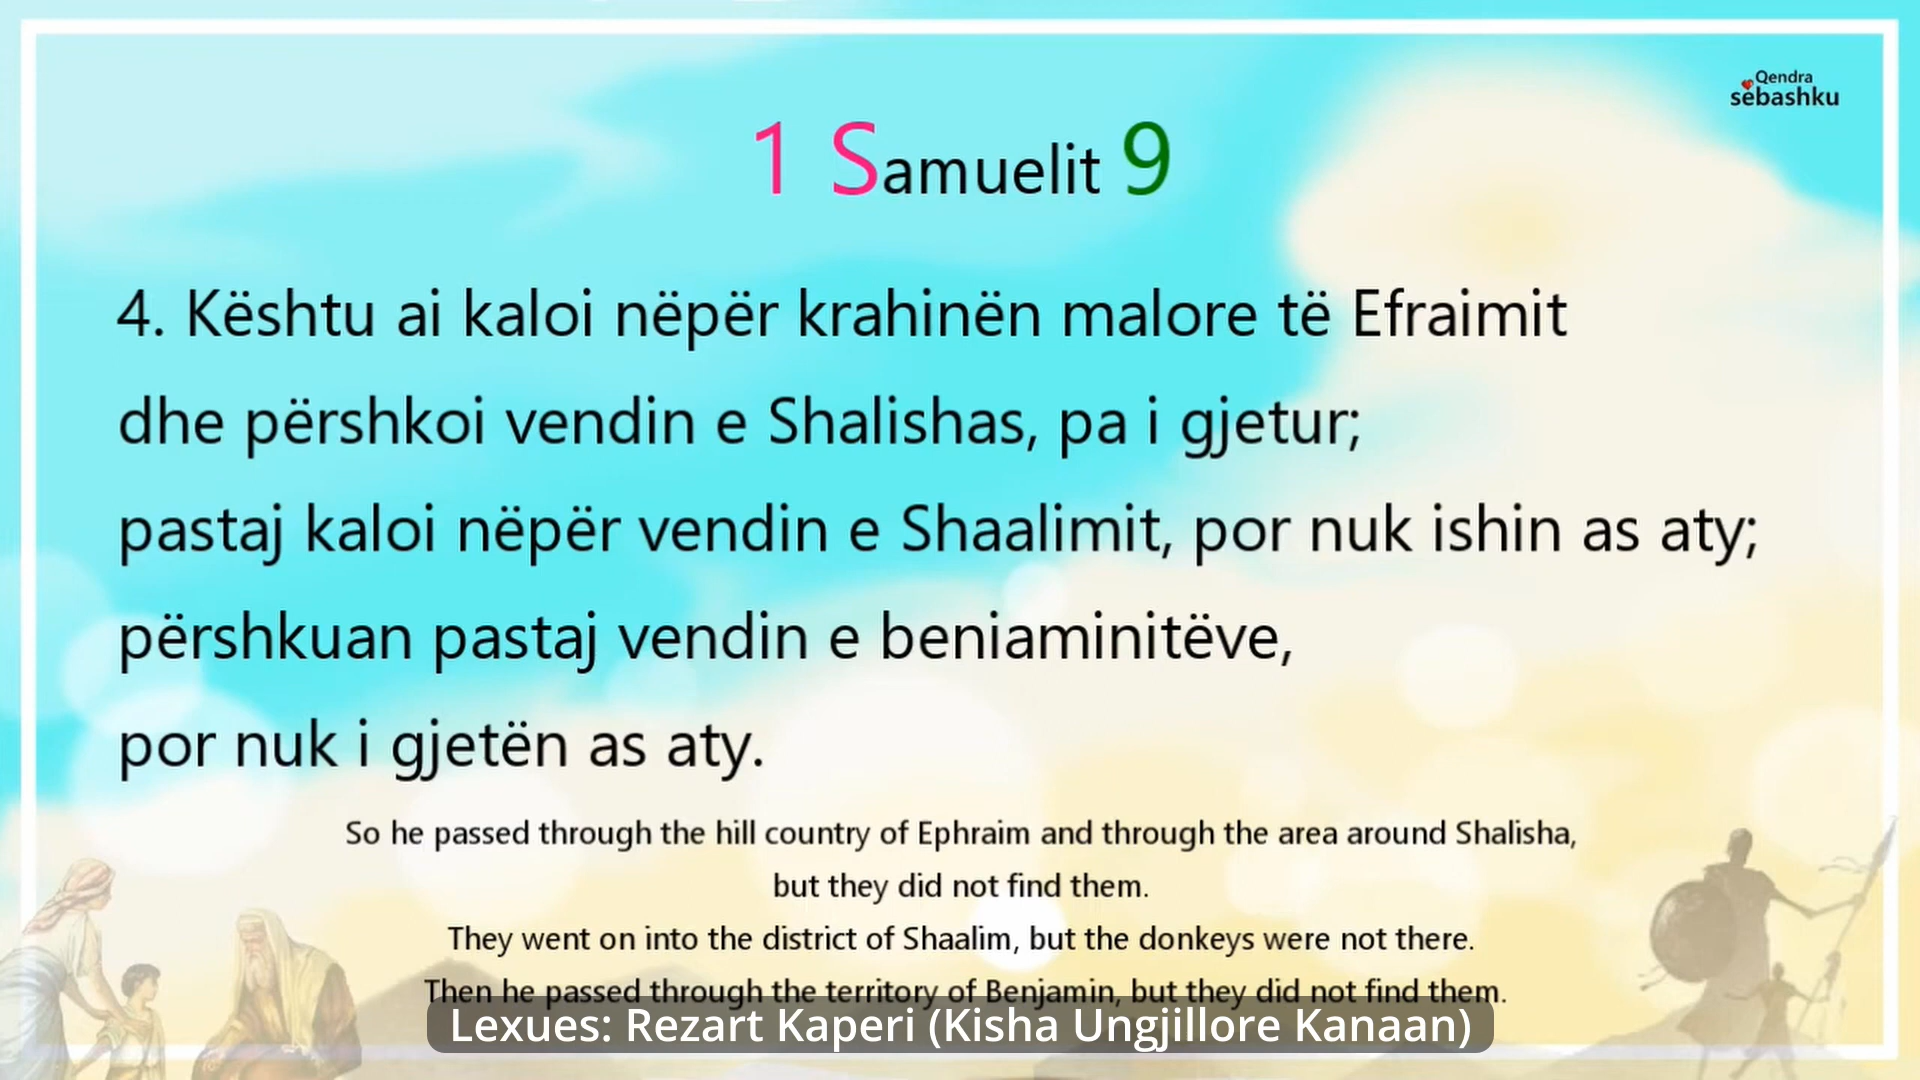 Qendra
sëbashku
1 Samuelit 9
4. Kështu ai kaloi nëpër krahinën malore të Efraimit
dhe përshkoi vendin e Shalishas, pa i gjetur;
pastaj kaloi nëpër vendin e Shaalimit, por nuk ishin as aty;
përshkuan pastaj vendin e beniaminitëve,
por nuk i gjetën as aty.
So he passed through the hill country of Ephraim and through the area around Shalisha,
but they did not find them.
They went on into the district of Shaalim, but the donkeys were not there.
Then he passed through the territory of Benjamin, but they did not find them.
Lexues: Rezart Kaperi (Kisha Ungjillore Kanaan)